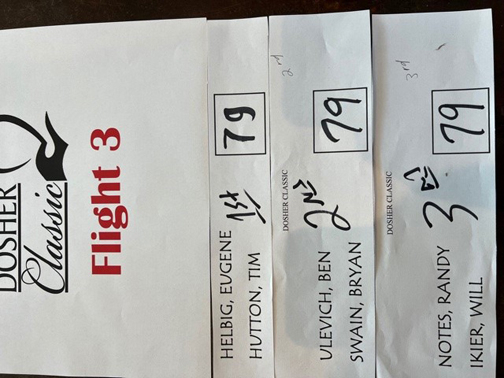 DOSHER
Classic
Flight 3
HELBIG, EUGENE
HUTTON, TIM
1st
79
2nd
DOSHER CLASSIC
ULEVICH, BEN
SWAIN, BRYAN
2ND
79
3rd
DOSHER CLASSIC
NOTES, RANDY
IKIER, WILL
3RD
79